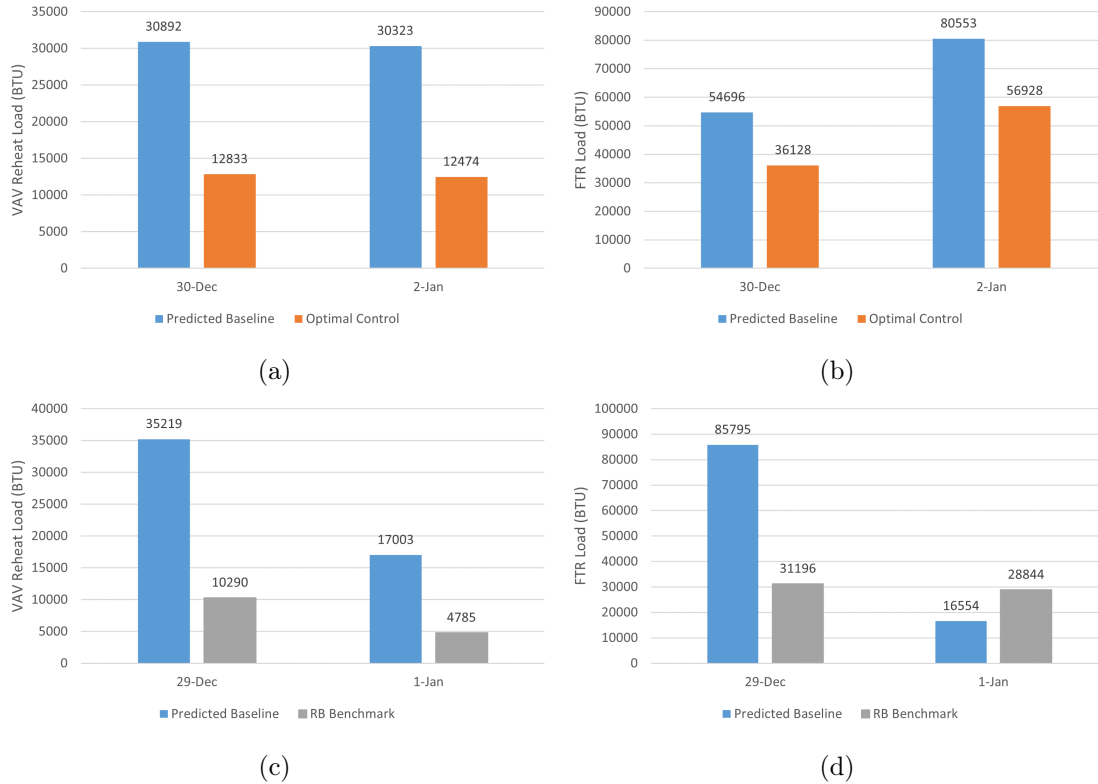 35000
30000
25000
20000
15000
10000
5000
0
VAV Reheat Load (BTU)
30892
12833
30323
12474
30-Dec
2-Jan
Predicted Baseline
Optimal Control
(a)
90000
80000
70000
60000
50000
40000
30000
20000
10000
0
FTR Load (BTU)
54696
36128
80553
56928
30-Dec
2-Jan
Predicted Baseline
Optimal Control
(b)
40000
35000
30000
25000
20000
15000
10000
5000
0
VAV Reheat Load (BTU)
35219
10290
17003
4785
29-Dec
1-Jan
Predicted Baseline
RB Benchmark
(c)
100000
90000
80000
70000
60000
50000
40000
30000
20000
10000
0
FTR Load (BTU)
85795
31196
16554
28844
29-Dec
1-Jan
Predicted Baseline
RB Benchmark
(d)